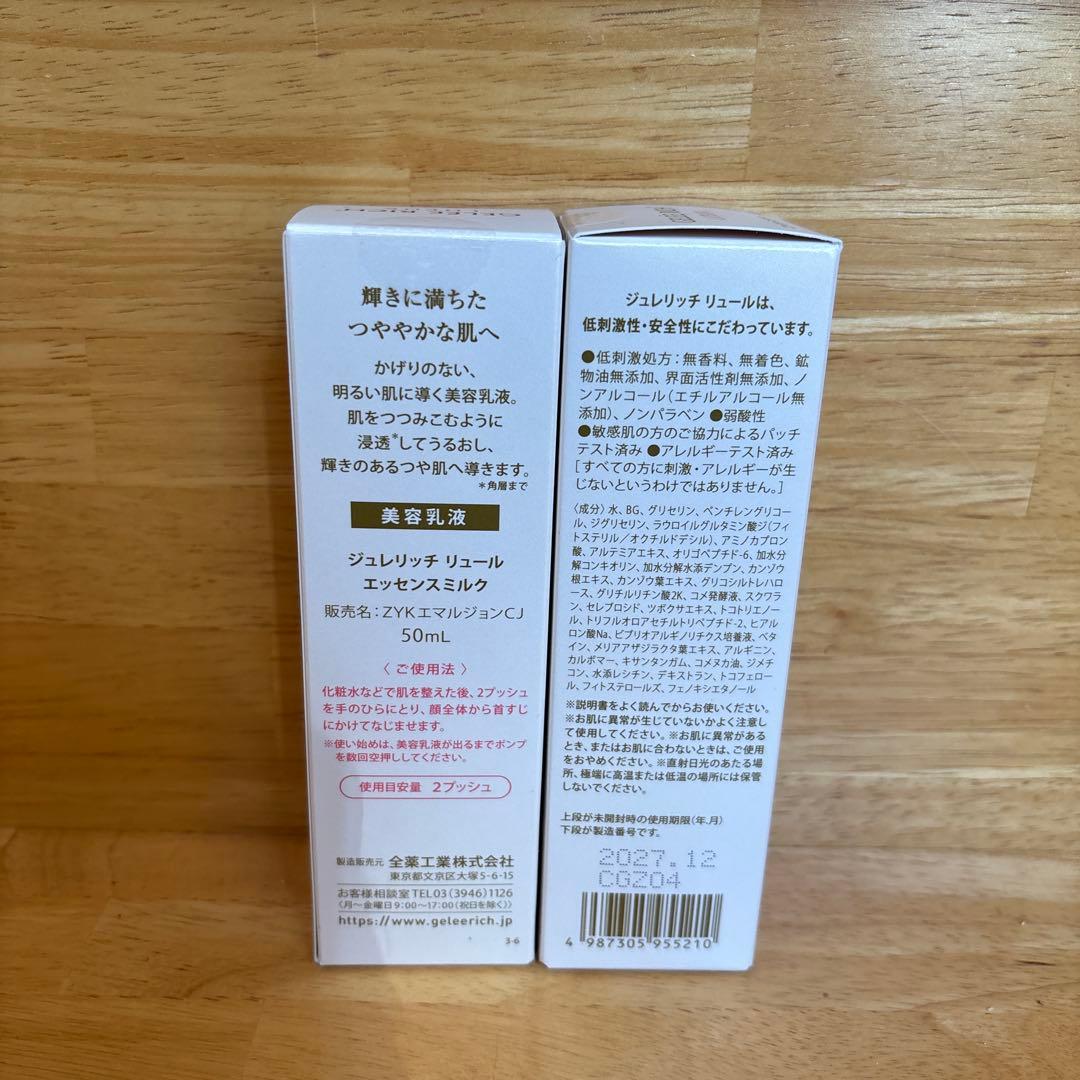 GELEE RICH
輝きに満ちた
つややかな肌へ
かげりのない、
明るい肌に導く美容乳液。
肌をつつみこむように
浸透*してうるおし、
輝きのあるつや肌へ導きます。
*角層まで
美容乳液
ジュレリッチ リュール
エッセンスミルク
販売名:ZYKエマルジョンCJ
50mL
〈ご使用法〉
化粧水などで肌を整えた後、2プッシュ
を手のひらにとり、顔全体から首すじ
にかけてなじませます。
※使い始めは、美容乳液が出るまでポンプ
を数回空押ししてください。
使用目安量 2プッシュ
製造販売元 全薬工業株式会社
東京都文京区大塚5-6-15
お客様相談室 TEL03(3946)1126
〈月~金曜日9:00~17:00(祝日を除く)〉
https://www.geleerich.jp
3-6
ジュレリッチ リュールは、
低刺激性・安全性にこだわっています。
●低刺激処方:無香料、無着色、鉱
物油無添加、界面活性剤無添加、ノ
ンアルコール(エチルアルコール無
添加)、ノンパラベン ●弱酸性
●敏感肌の方のご協力によるパッチ
テスト済み ●アレルギーテスト済み
[すべての方に刺激・アレルギーが生
じないというわけではありません。]
〈成分〉水、BG、グリセリン、ペンチレングリコー
ル、ジグリセリン、ラウロイルグルタミン酸ジ(フィ
トステリル/オクチルドデシル)、アミノカプロン
酸、アルテミアエキス、オリゴペプチド-6、加水分
解コンキオリン、加水分解水添デンプン、カンゾウ
根エキス、カンゾウ葉エキス、グリコシルトレハロ
ース、グリチルリチン酸2K、コメ発酵液、スクワラ
ン、セレブロシド、ツボクサエキス、トコトリエノー
ル、トリフルオロアセチルトリペプチド-2、ヒアル
ロン酸Na、ビブリオアルギノリチクス培養液、ベタ
イン、メリアアザジラクタ葉エキス、アルギニン、
カルボマー、キサンタンガム、コメヌカ油、ジメチ
コン、水添レシチン、デキストラン、トコフェロー
ル、フィトステロールズ、フェノキシエタノール
※説明書をよく読んでからお使いください。
※お肌に異常が生じていないかよく注意し
て使用してください。※お肌に異常がある
とき、またはお肌に合わないときは、ご使用
をおやめください。※直射日光のあたる場
所、極端に高温または低温の場所には保管
しないでください。
上段が未開封時の使用期限(年.月)
下段が製造番号です。
2027.12
CGZ04
4 987305 955210